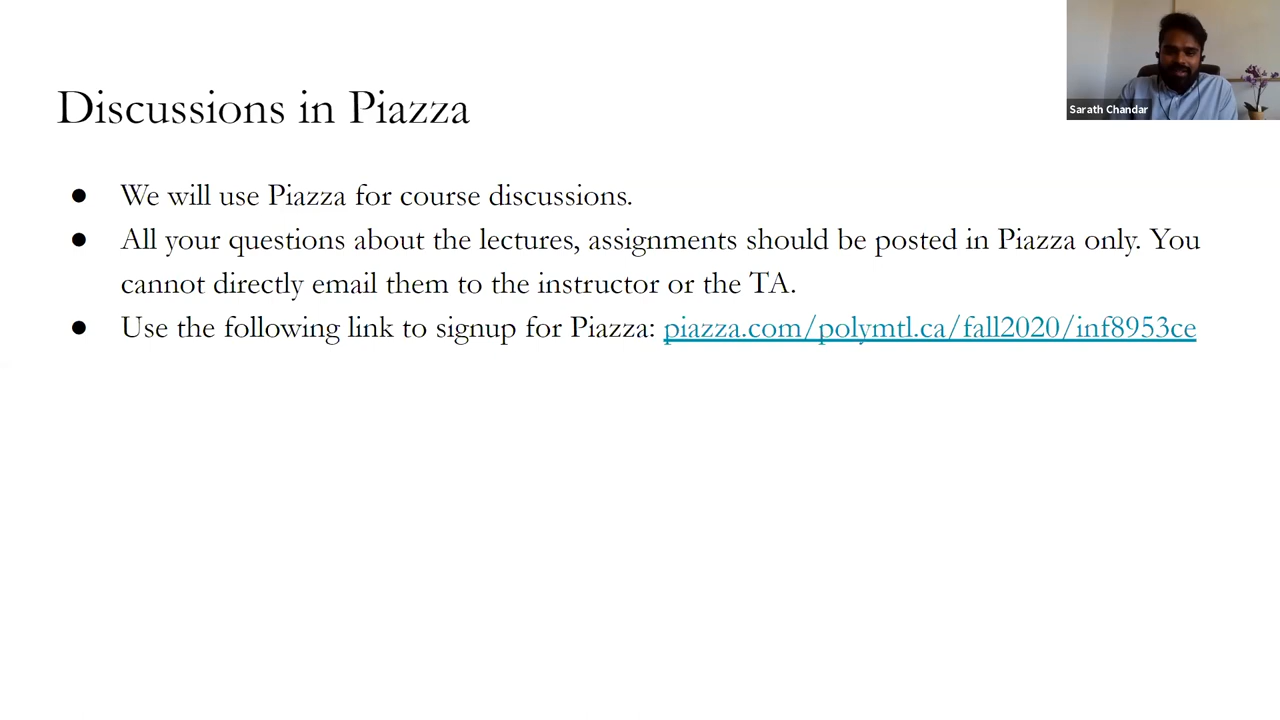 Sarath Chandar
Discussions in Piazza
● We will use Piazza for course discussions.
● All your questions about the lectures, assignments should be posted in Piazza only. You
cannot directly email them to the instructor or the TA.
● Use the following link to signup for Piazza: piazza.com/polymtl.ca/fall2020/inf8953ce